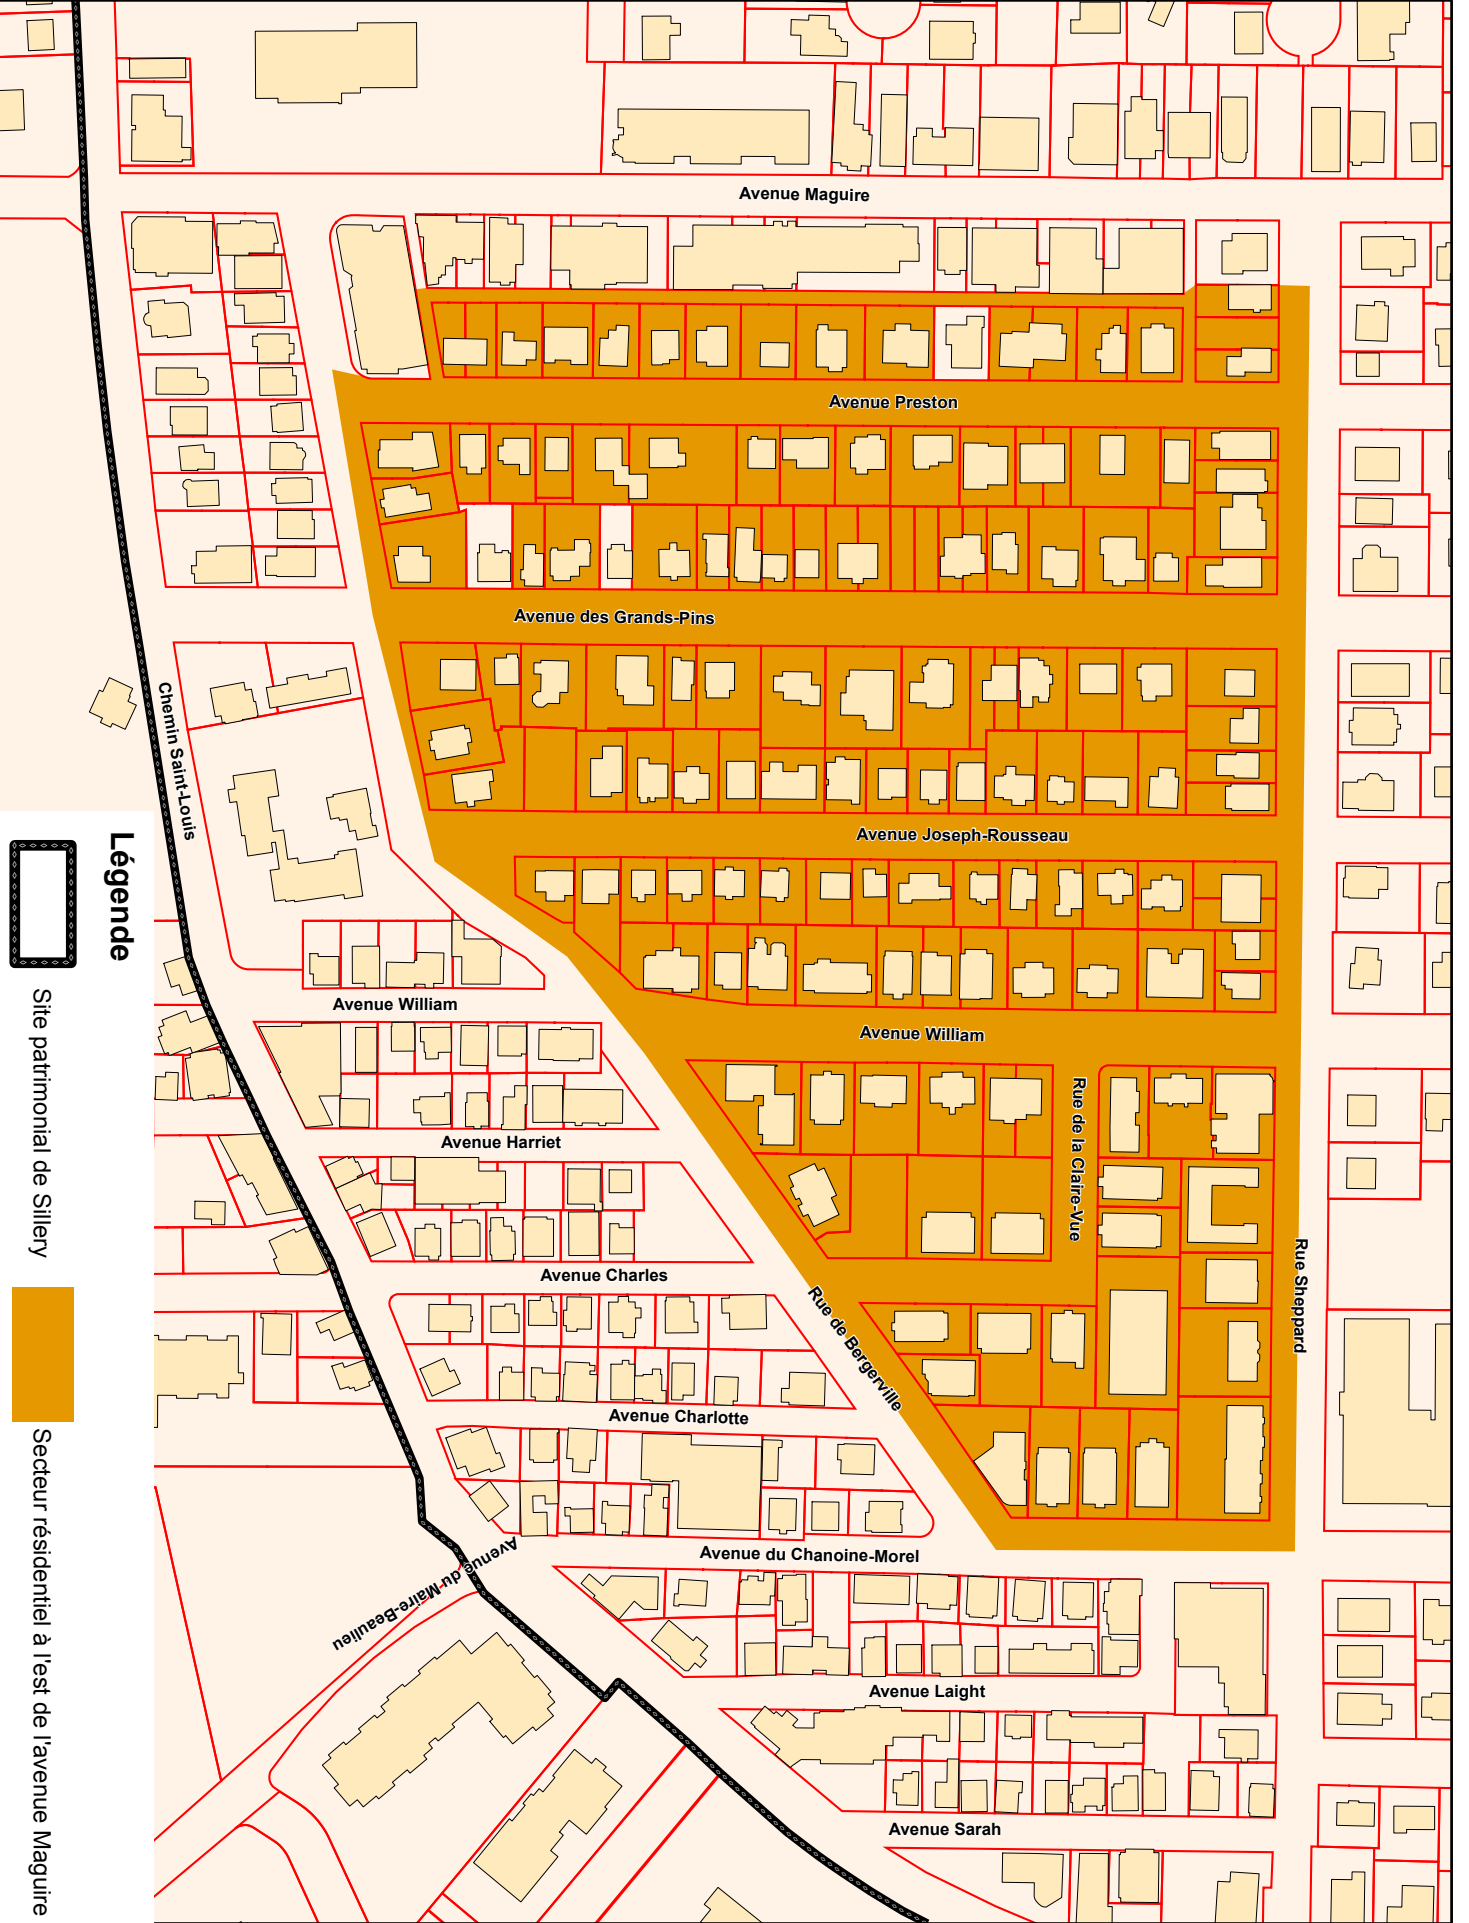 Avenue Maguire
Avenue Preston
Avenue des Grands-Pins
Chemin Saint-Louis
Avenue Joseph-Rousseau
Avenue William
Avenue William
Rue de la Claire-Vue
Avenue Harriet
Avenue Charles
Rue Sheppard
Rue de Bergerville
Avenue Charlotte
Avenue du Chanoine-Morel
Avenue du Maire-Beaulieu
Avenue Laight
Avenue Sarah
Légende
Site patrimonial de Sillery
Secteur résidentiel à l'est de l'avenue Maguire